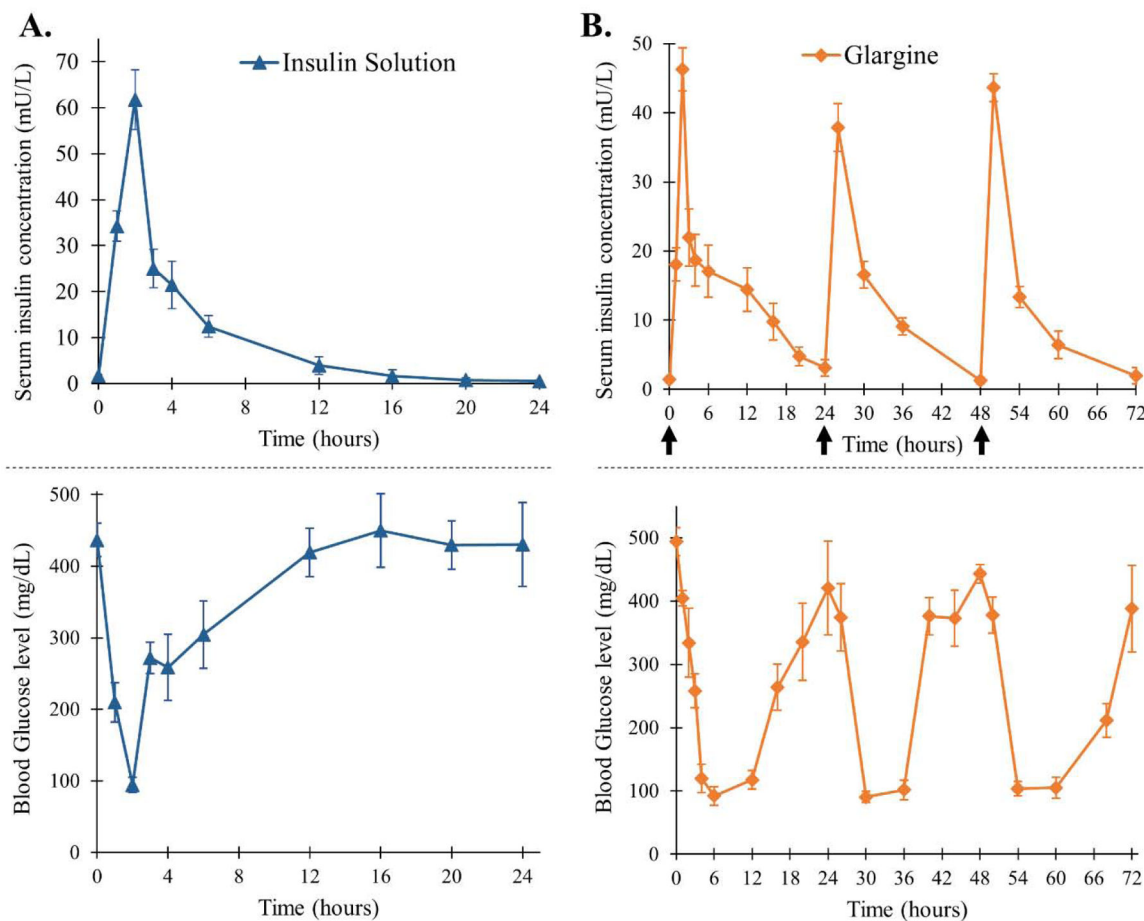 A.
Insulin Solution
Serum insulin concentration (mU/L)
70
60
50
40
30
20
10
0
0 4 8 12 16 20 24
Time (hours)
B.
Glargine
Serum insulin concentration (mU/L)
50
40
30
20
10
0
0 6 12 18 24 30 36 42 48 54 60 66 72
Time (hours)
Blood Glucose level (mg/dL)
500
400
300
200
100
0
0 4 8 12 16 20 24
Time (hours)
Blood Glucose level (mg/dL)
500
400
300
200
100
0
0 6 12 18 24 30 36 42 48 54 60 66 72
Time (hours)